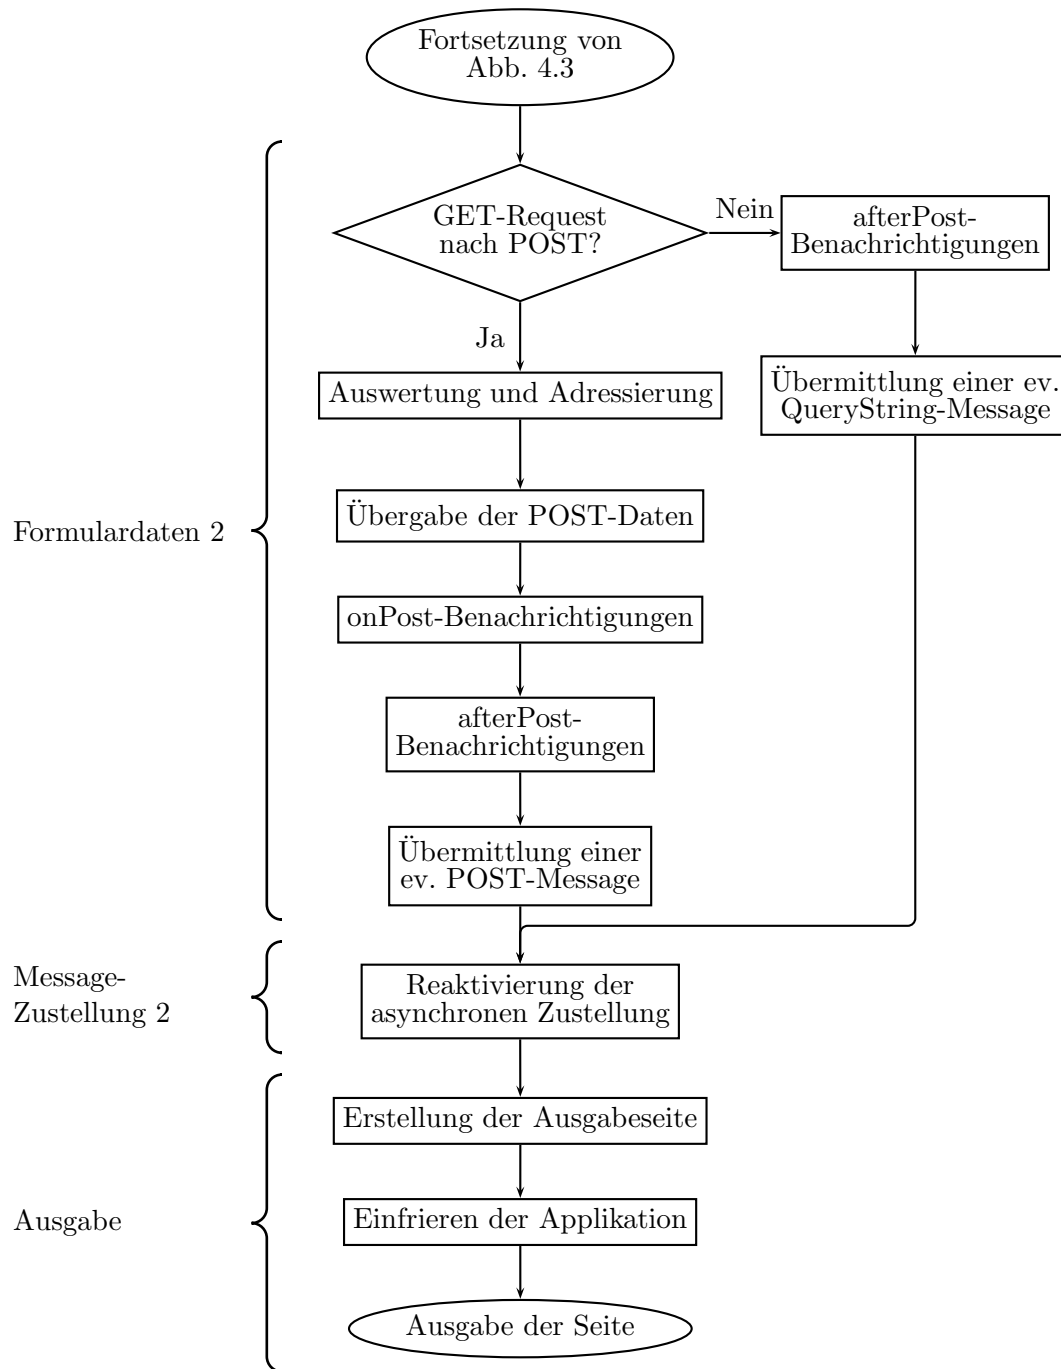 Fortsetzung von
Abb. 4.3
GET-Request
nach POST?
Nein
afterPost-
Benachrichtigungen
Ja
Übermittlung einer ev.
QueryString-Message
Auswertung und Adressierung
Übergabe der POST-Daten
Formulardaten 2
onPost-Benachrichtigungen
afterPost-
Benachrichtigungen
Übermittlung einer
ev. POST-Message
Message-
Zustellung 2
Reaktivierung der
asynchronen Zustellung
Erstellung der Ausgabeseite
Ausgabe
Einfrieren der Applikation
Ausgabe der Seite